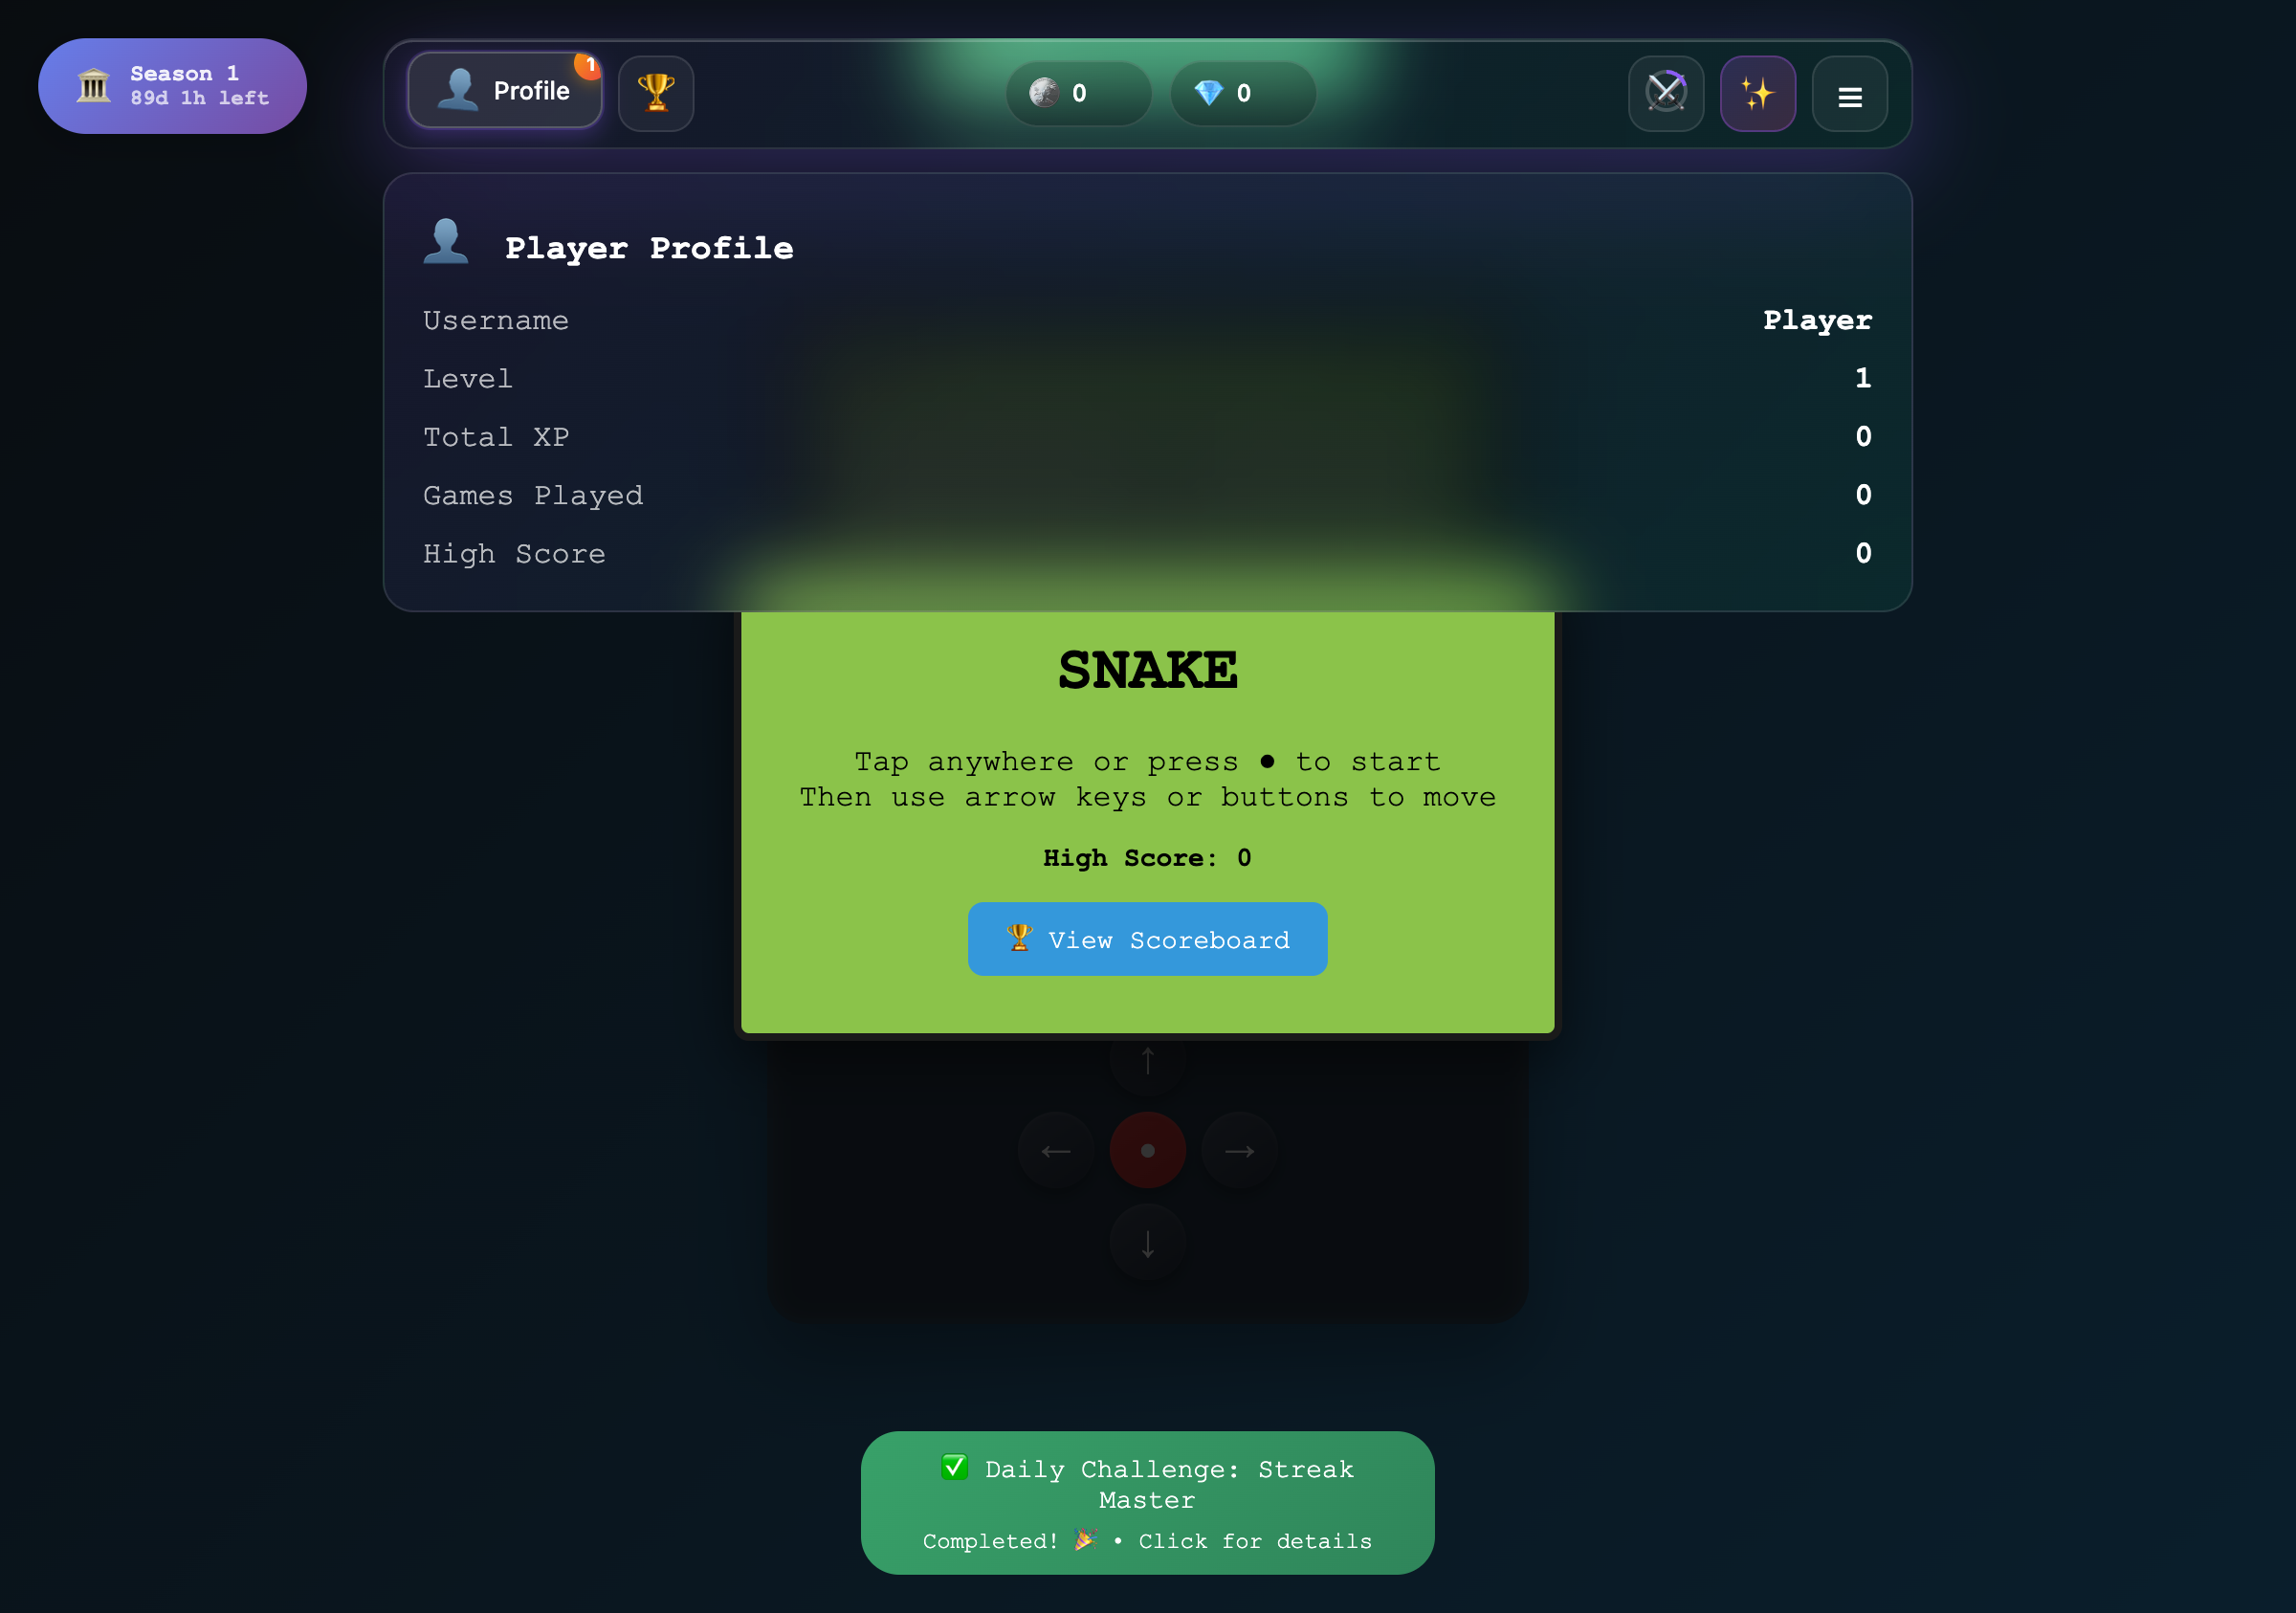 Season 1
89d 1h left
Profile
1
0
0
Player Profile
Username Player
Level 1
Total XP 0
Games Played 0
High Score 0
SNAKE
Tap anywhere or press ● to start
Then use arrow keys or buttons to move
High Score: 0
🏆 View Scoreboard
↑
← ● →
↓
✅ Daily Challenge: Streak
Master
Completed! 🎉 • Click for details